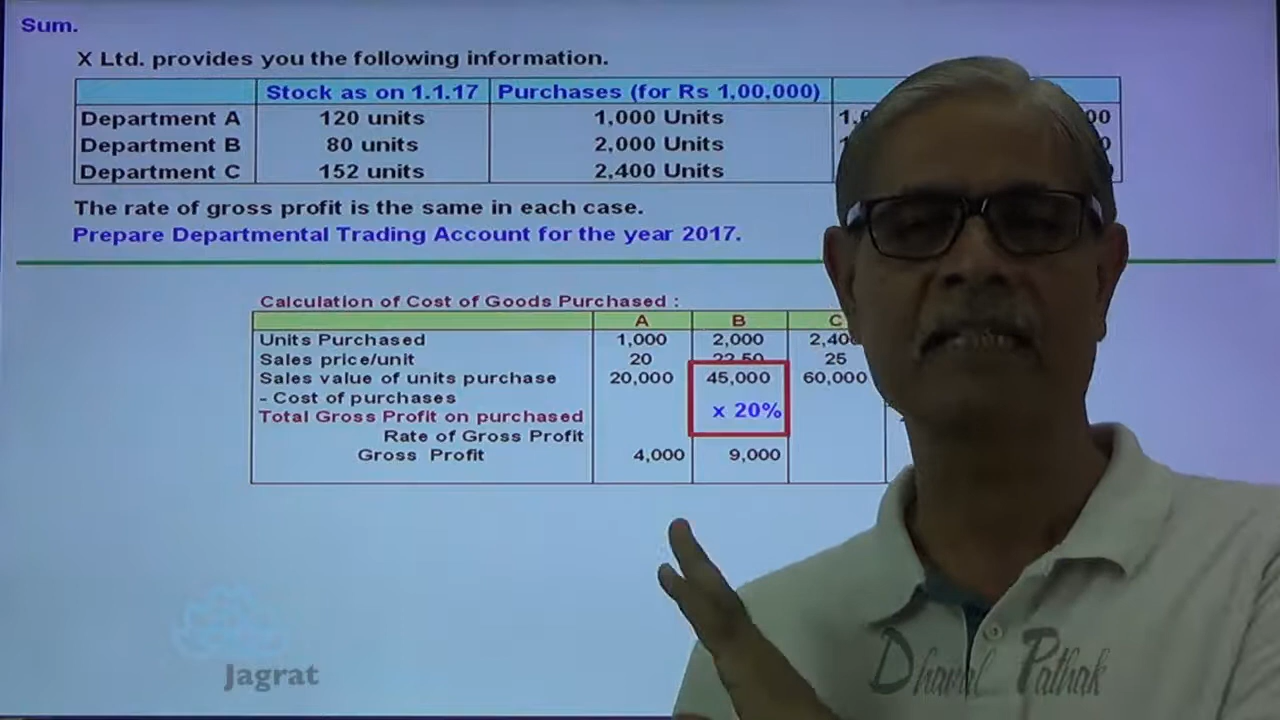 Sum.
X Ltd. provides you the following information.
Stock as on 1.1.17 Purchases (for Rs 1,00,000)
Department A 120 units 1,000 Units
Department B 80 units 2,000 Units
Department C 152 units 2,400 Units
The rate of gross profit is the same in each case.
Prepare Departmental Trading Account for the year 2017.
Calculation of Cost of Goods Purchased :
A B C
Units Purchased 1,000 2,000
Sales price/unit 20 22.50 25
Sales value of units purchase 20,000 45,000 60,000
- Cost of purchases
x 20%
Total Gross Profit on purchased
Rate of Gross Profit
Gross Profit 4,000 9,000
Jagrat
Dhaval Pathak